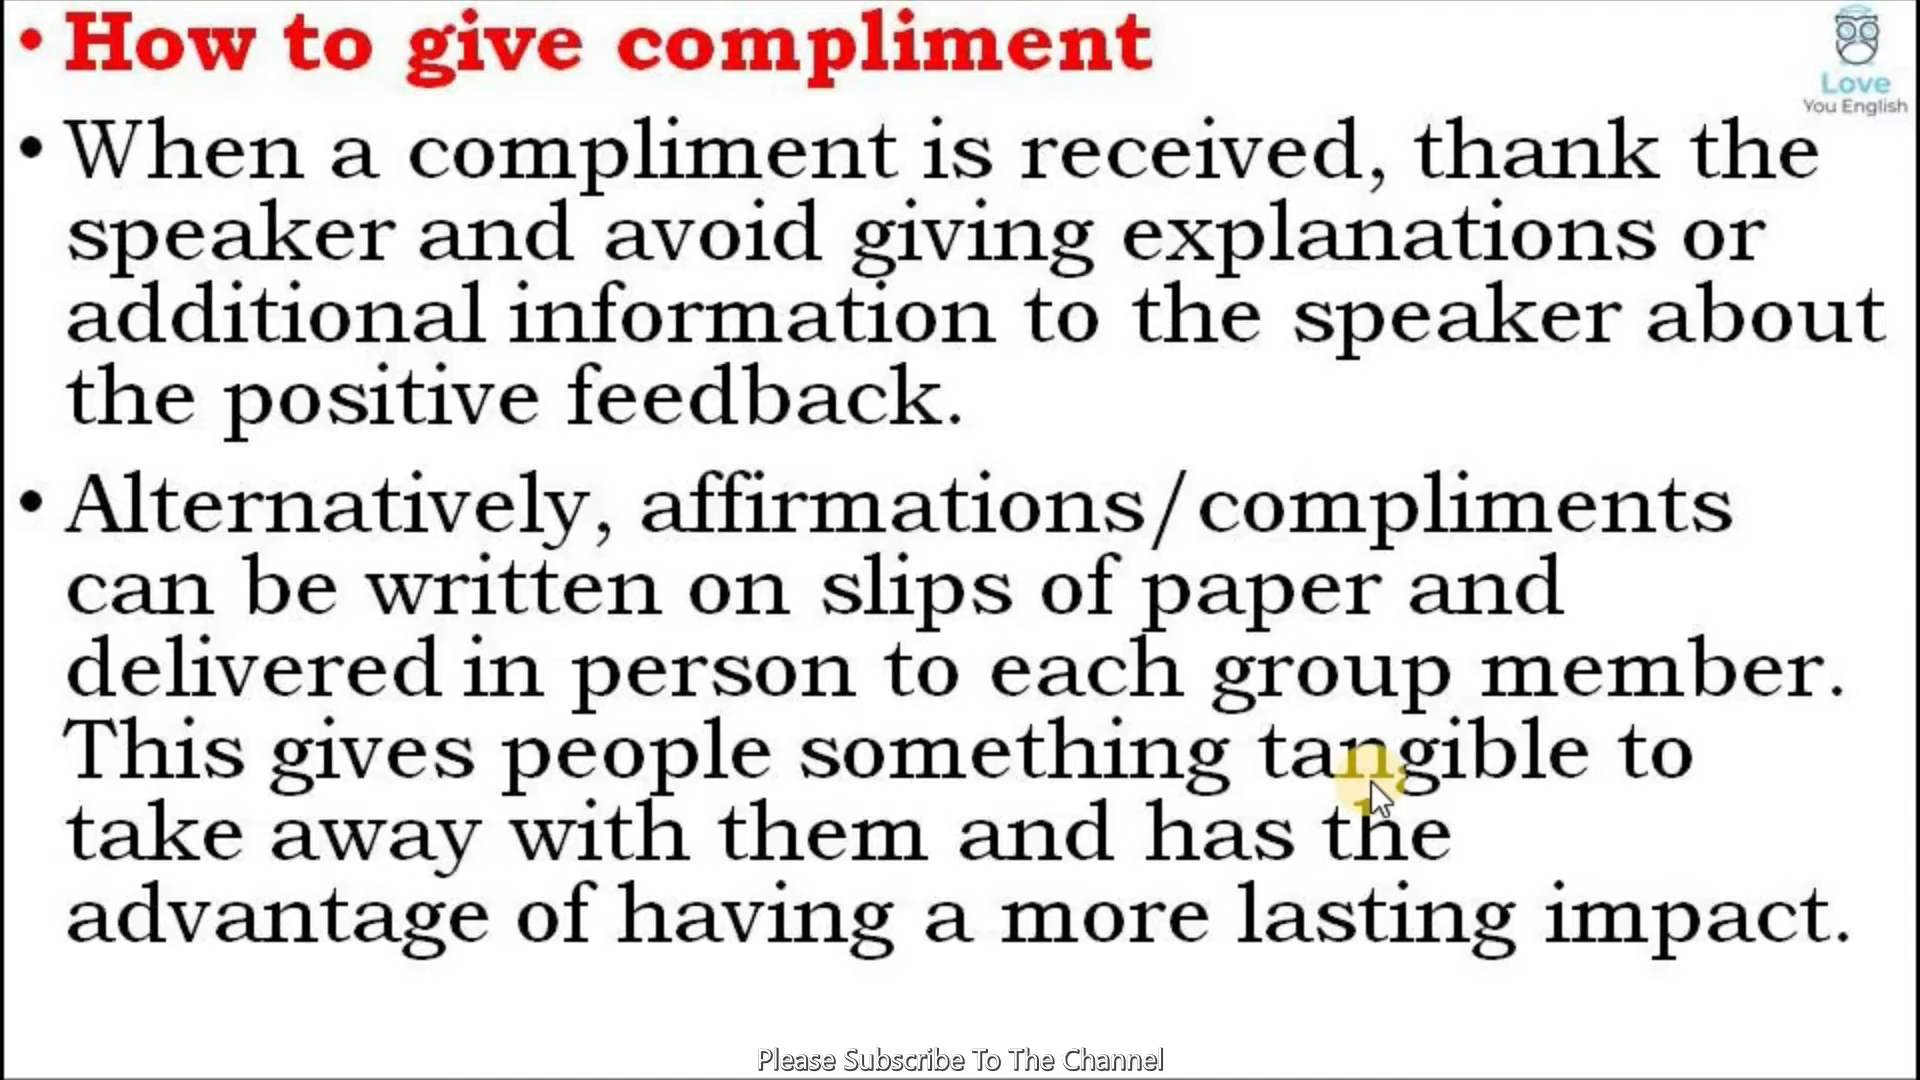 • How to give compliment
Love
You English
• When a compliment is received, thank the
speaker and avoid giving explanations or
additional information to the speaker about
the positive feedback.
• Alternatively, affirmations/compliments
can be written on slips of paper and
delivered in person to each group member.
This gives people something tangible to
take away with them and has the
advantage of having a more lasting impact.
Please Subscribe To The Channel